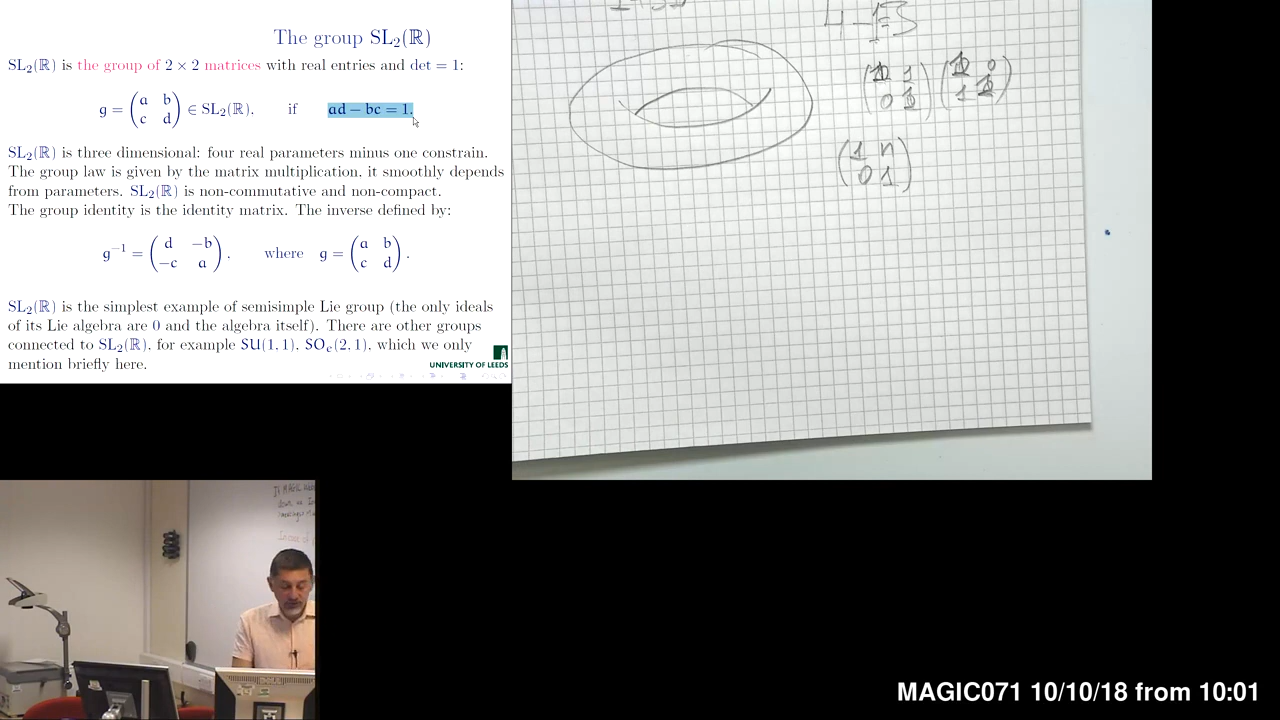 The group SL₂(ℝ)
SL₂(ℝ) is the group of 2 × 2 matrices with real entries and det = 1:
g = (a b
c d) ∈ SL₂(ℝ). if ad − bc = 1.
SL₂(ℝ) is three dimensional: four real parameters minus one constrain.
The group law is given by the matrix multiplication, it smoothly depends
from parameters. SL₂(ℝ) is non-commutative and non-compact.
The group identity is the identity matrix. The inverse defined by:
g⁻¹ = (d −b
−c a). where g = (a b
c d).
SL₂(ℝ) is the simplest example of semisimple Lie group (the only ideals
of its Lie algebra are 0 and the algebra itself). There are other groups
connected to SL₂(ℝ), for example SU(1, 1), SOₑ(2, 1), which we only
mention briefly here.
UNIVERSITY OF LEEDS
4-1=3
(1 1
0 1) (1 0
1 1)
(1 n
0 1)
MAGIC071 10/10/18 from 10:01